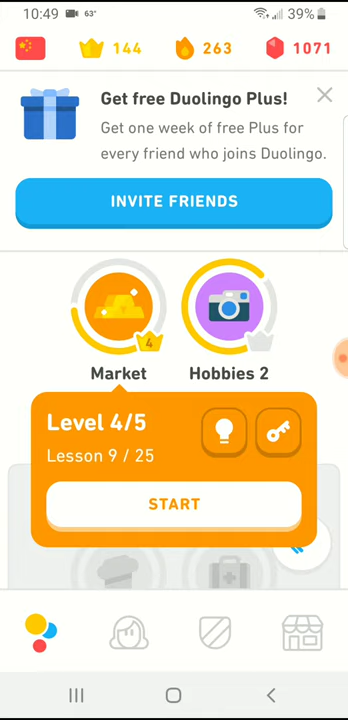 10:49 63° 39%
144 263 1071
Get free Duolingo Plus!
Get one week of free Plus for
every friend who joins Duolingo.
INVITE FRIENDS
4
Market Hobbies 2
Level 4/5
Lesson 9 / 25
START